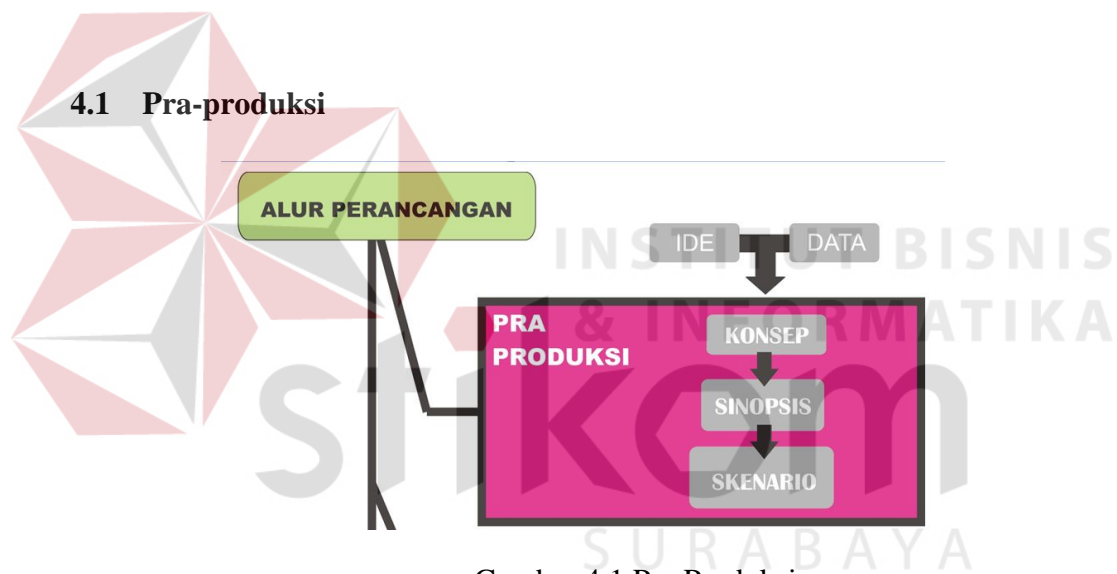 4.1 Pra-produksi
ALUR PERANCANGAN
IDE
DATA
PRA
PRODUKSI
KONSEP
SINOPSIS
SKENARIO
INSTITUT BISNIS
& INFORMATIKA
stikom
SURABAYA